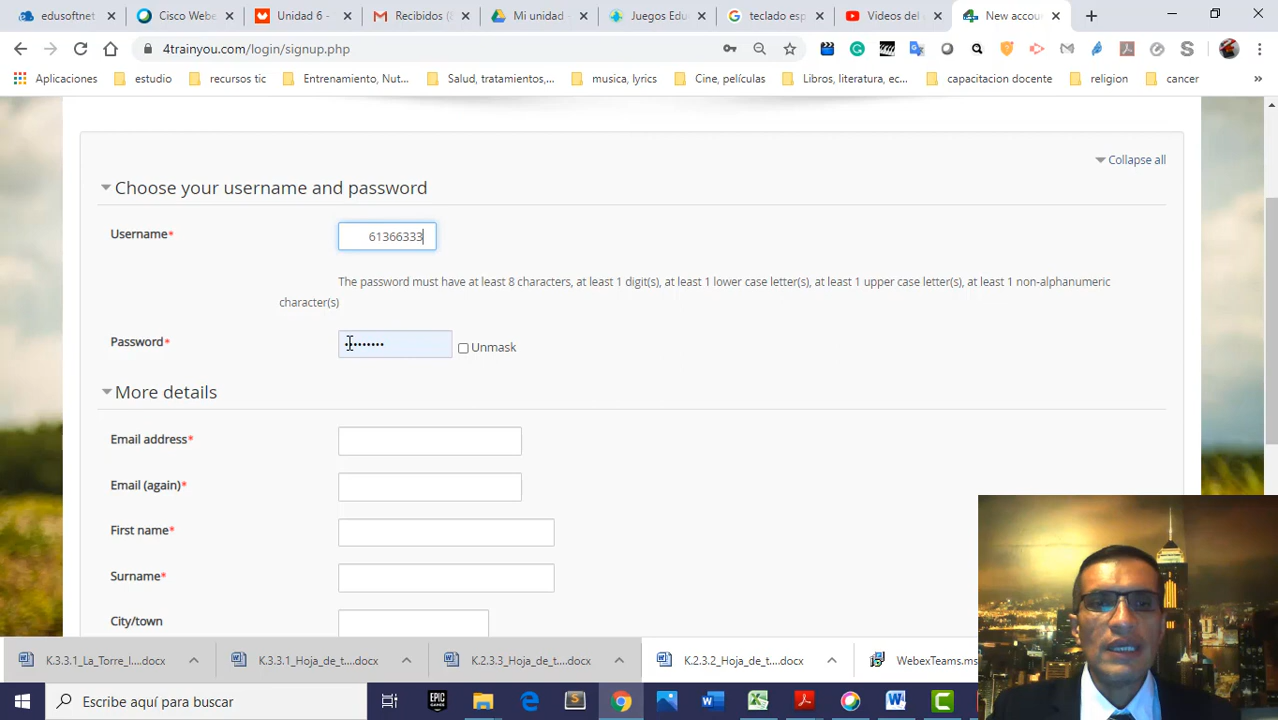 edusoftnet
Cisco Webe
Unidad 6 -
Recibidos (2
Mi unidad -
Juegos Edu
teclado esp
Videos del
New accou
4trainyou.com/login/signup.php
Aplicaciones
estudio
recursos tic
Entrenamiento, Nut...
Salud, tratamientos,...
musica, lyrics
Cine, películas
Libros, literatura, ec...
capacitacion docente
religion
cancer
»
Collapse all
Choose your username and password
Username*
61366333
The password must have at least 8 characters, at least 1 digit(s), at least 1 lower case letter(s), at least 1 upper case letter(s), at least 1 non-alphanumeric
character(s)
Password*
Unmask
More details
Email address*
Email (again)*
First name*
Surname*
City/town
K.3.3.1_La_Torre_I....docx
K.3.3.1_Hoja_de_t....docx
K.2.3.3_Hoja_de_t....docx
K.2.3.2_Hoja_de_t....docx
WebexTeams.ms
Escribe aquí para buscar
EPIC
GAMES